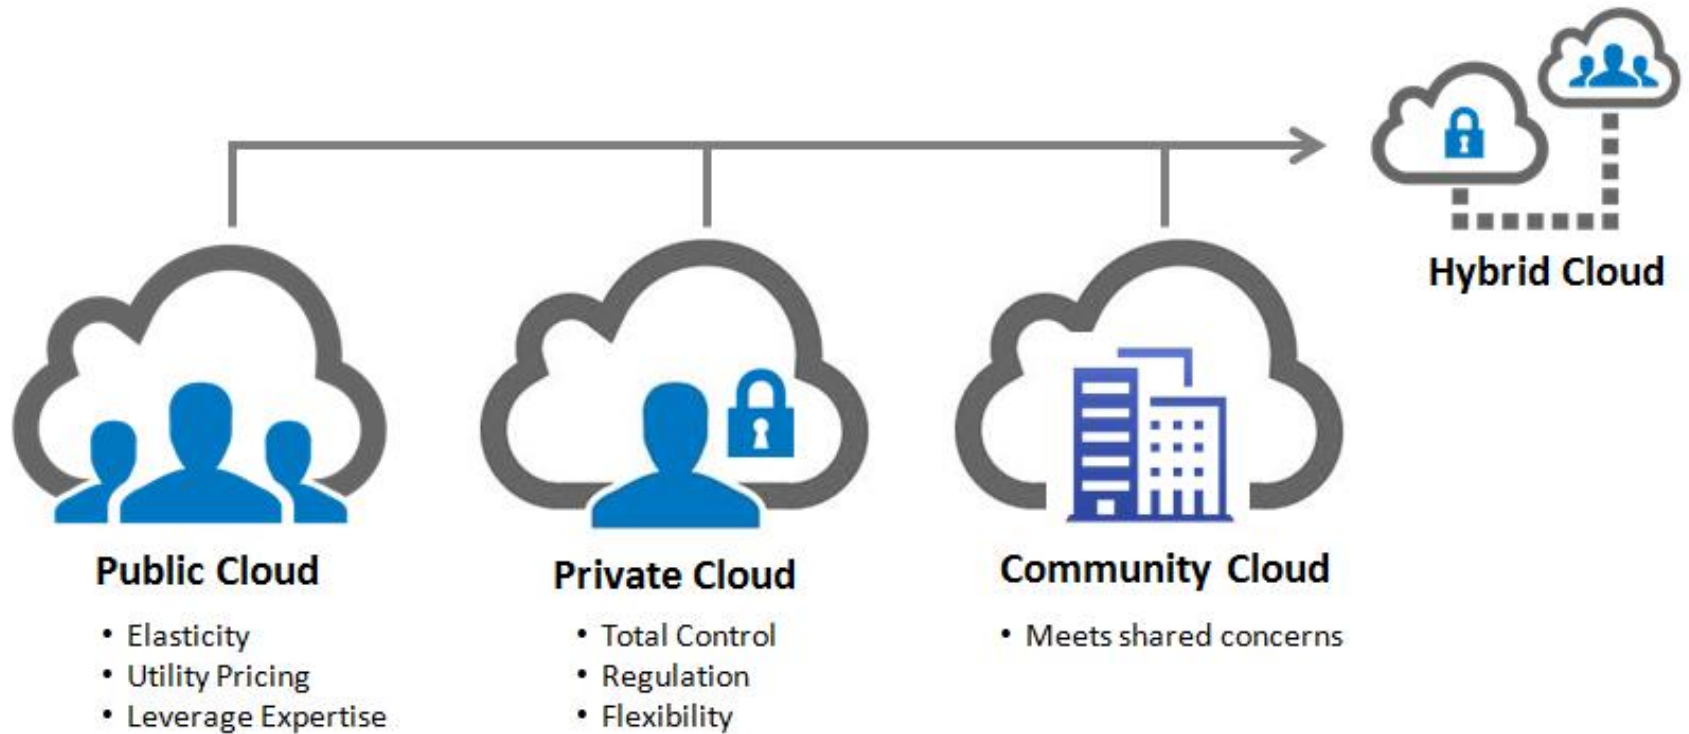 Hybrid Cloud
Public Cloud
• Elasticity
• Utility Pricing
• Leverage Expertise
Private Cloud
• Total Control
• Regulation
• Flexibility
Community Cloud
• Meets shared concerns